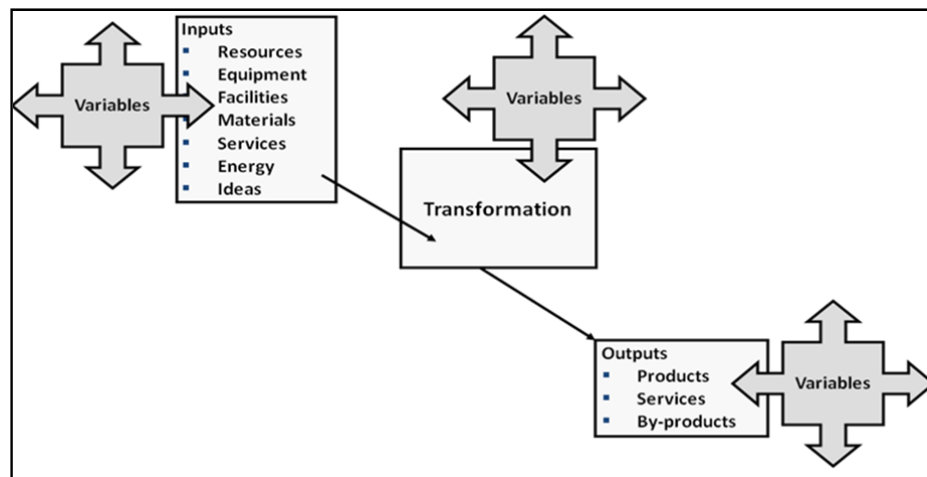 Variables
Inputs
Resources
Equipment
Facilities
Materials
Services
Energy
Ideas
Variables
Transformation
Outputs
Products
Services
By-products
Variables